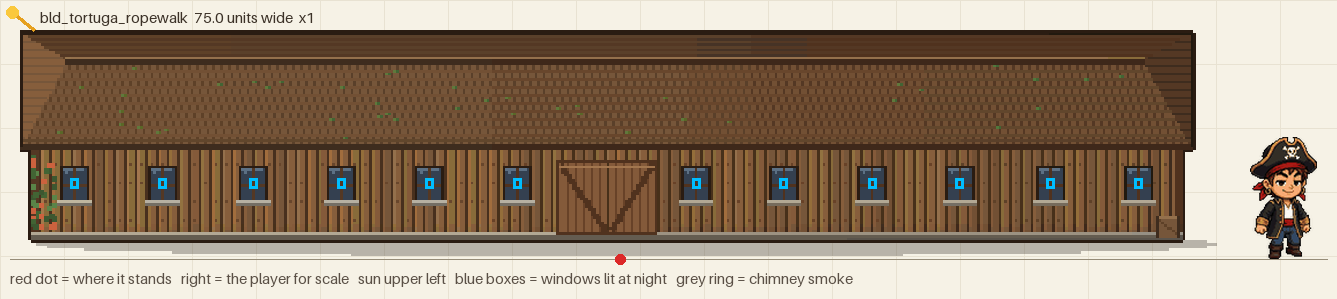 bld_tortuga_ropewalk 75.0 units wide x1
red dot = where it stands right = the player for scale sun upper left blue boxes = windows lit at night grey ring = chimney smoke